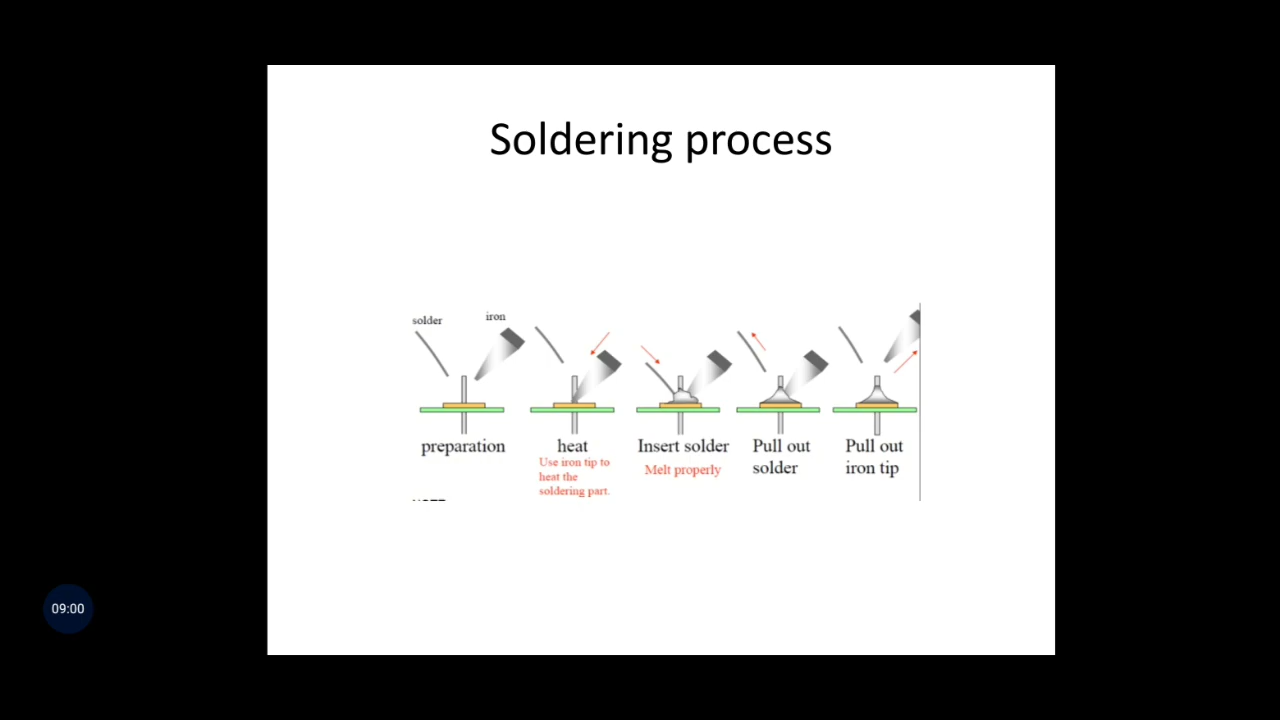 Soldering process
solder
iron
preparation
heat
Use iron tip to
heat the
soldering part.
Insert solder
Melt properly
Pull out
solder
Pull out
iron tip
09:00